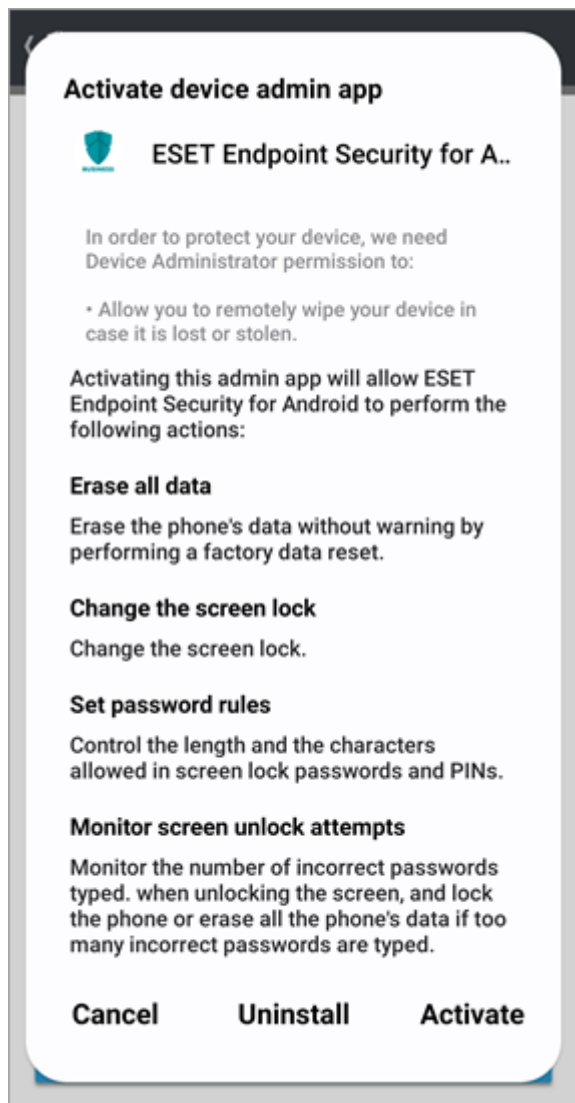 Activate device admin app
BUSINESS
ESET Endpoint Security for A..
In order to protect your device, we need
Device Administrator permission to:
• Allow you to remotely wipe your device in
case it is lost or stolen.
Activating this admin app will allow ESET
Endpoint Security for Android to perform the
following actions:
Erase all data
Erase the phone's data without warning by
performing a factory data reset.
Change the screen lock
Change the screen lock.
Set password rules
Control the length and the characters
allowed in screen lock passwords and PINs.
Monitor screen unlock attempts
Monitor the number of incorrect passwords
typed. when unlocking the screen, and lock
the phone or erase all the phone's data if too
many incorrect passwords are typed.
Cancel Uninstall Activate